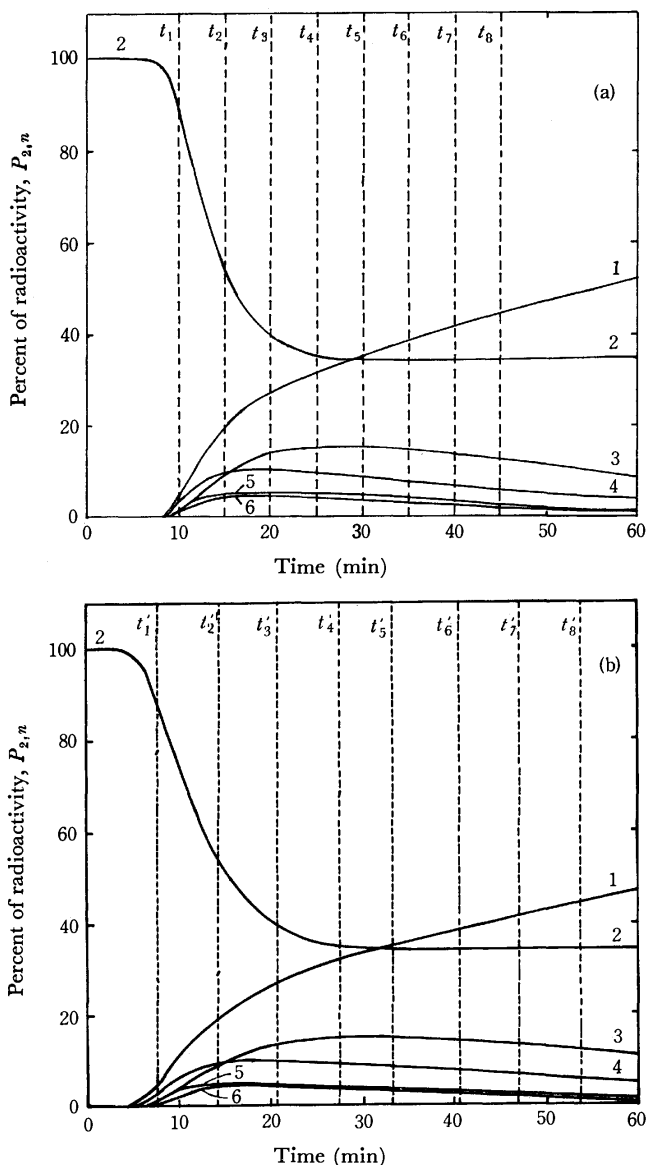 t₁ t₂ t₃ t₄ t₅ t₆ t₇ t₈
2
(a)
100
80
60
40
20
0
1
2
3
4
5
6
0 10 20 30 40 50 60
Percent of radioactivity, P₂,ₙ
Time (min)
t′₁ t′₂ t′₃ t′₄ t′₅ t′₆ t′₇ t′₈
2
(b)
100
80
60
40
20
0
1
2
3
4
5
6
0 10 20 30 40 50 60
Percent of radioactivity, P₂,ₙ
Time (min)